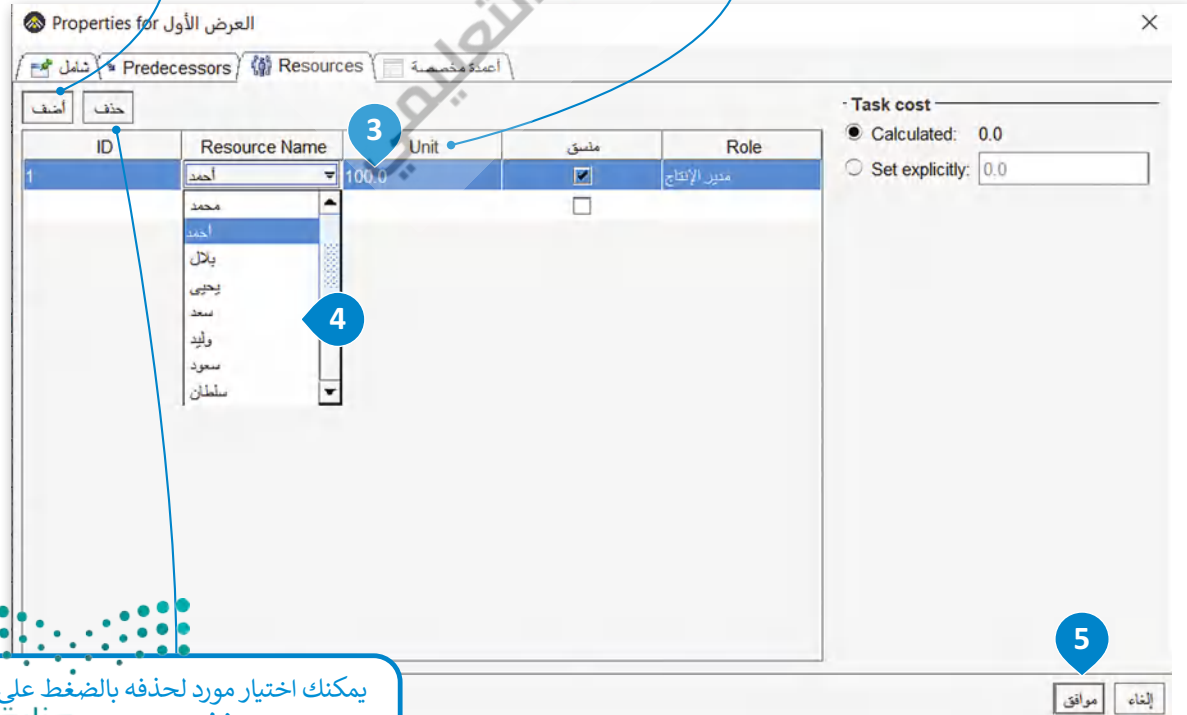 Properties for العرض الأول
شامل Predecessors Resources أعمدة مخصصة
أضف حذف
ID Resource Name Unit منسق Role
1 أحمد 100.0 مدير الإنتاج
محمد
أحمد
بلال
يحيى
سعد
وليد
سعود
سلطان
3
4
Task cost
Calculated: 0.0
Set explicitly: 0.0
5
موافق إلغاء
يمكنك اختيار مورد لحذفه بالضغط على